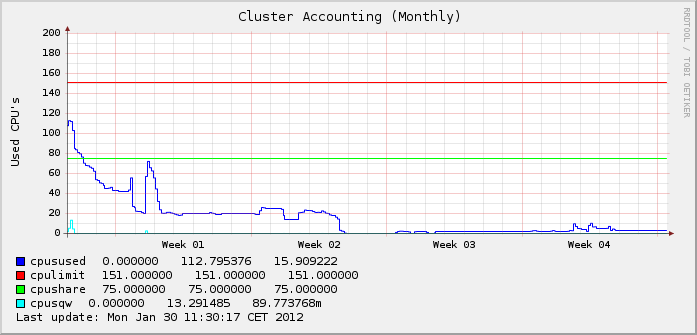 Cluster Accounting (Monthly)
RRDTOOL / TOBI OETIKER
Used CPU's
200
180
160
140
120
100
80
60
40
20
0
Week 01 Week 02 Week 03 Week 04
cpusused 0.000000 112.795376 15.909222
cpulimit 151.000000 151.000000 151.000000
cpushare 75.000000 75.000000 75.000000
cpusqw 0.000000 13.291485 89.773768m
Last update: Mon Jan 30 11:30:17 CET 2012